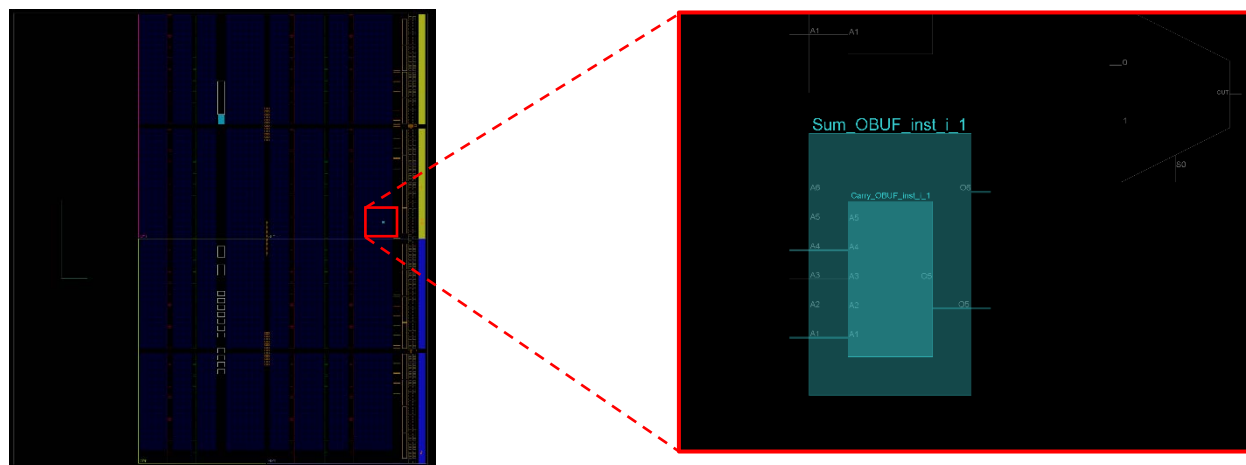 A1 A1
0
OUT
1
S0
Sum_OBUF_inst_i_1
Carry_OBUF_inst_i_1
A6 O6
A5 A5
A4 A4
A3 A3 O5
A2 A2 O5
A1 A1